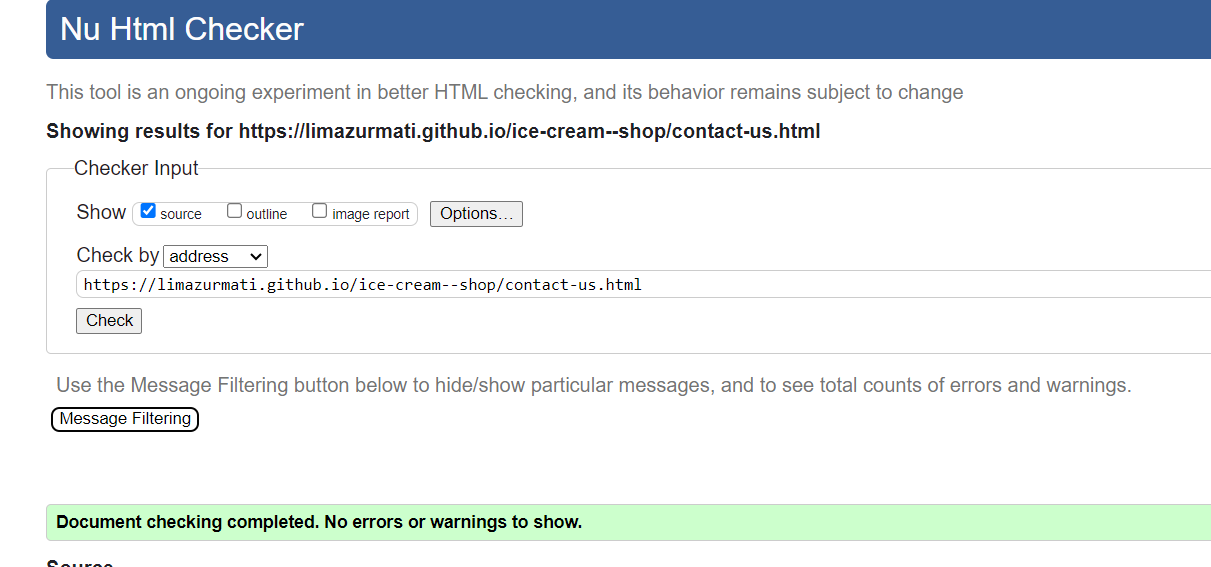 Nu Html Checker
This tool is an ongoing experiment in better HTML checking, and its behavior remains subject to change
Showing results for https://limazurmati.github.io/ice-cream--shop/contact-us.html
Checker Input
Show source outline image report Options...
Check by address
https://limazurmati.github.io/ice-cream--shop/contact-us.html
Check
Use the Message Filtering button below to hide/show particular messages, and to see total counts of errors and warnings.
Message Filtering
Document checking completed. No errors or warnings to show.
Source